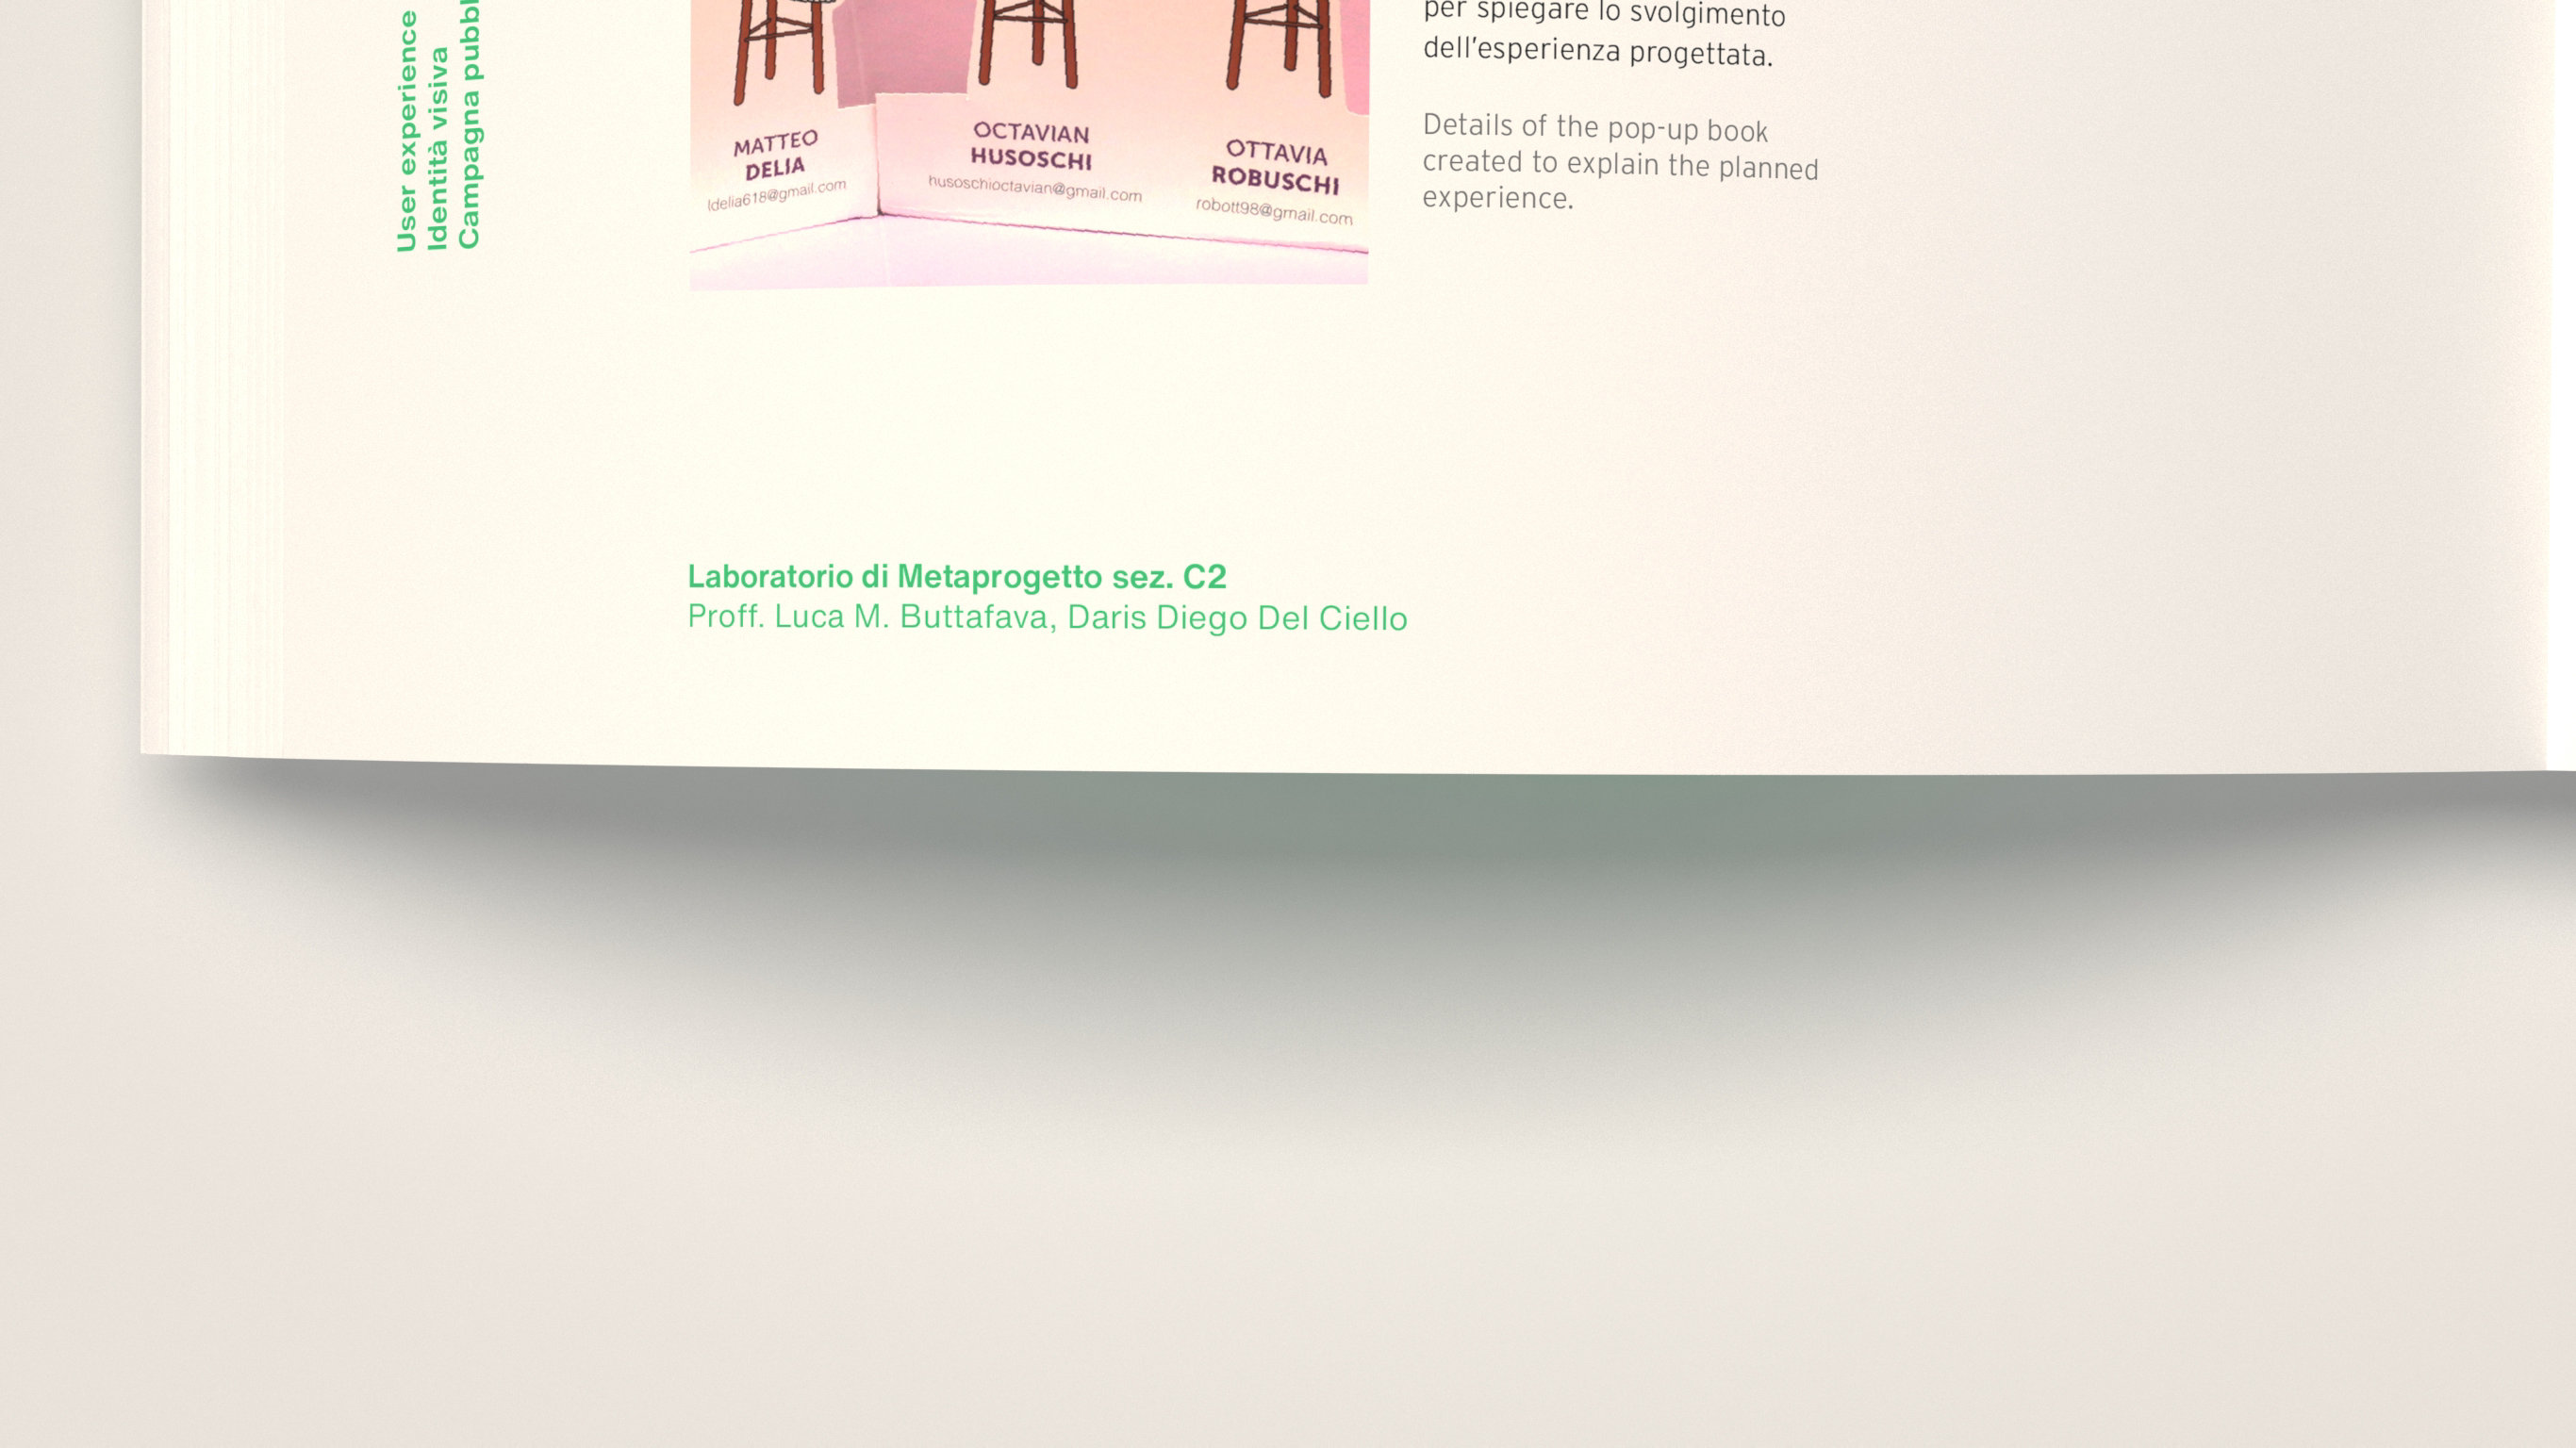 User experience
Identità visiva
Campagna
MATTEO
DELIA
ldelia618@gmail.com
OCTAVIAN
HUSOSCHI
husoschioctavian@gmail.com
OTTAVIA
ROBUSCHI
robott98@gmail.com
per spiegare lo svolgimento
dell'esperienza progettata.
Details of the pop-up book
created to explain the planned
experience.
Laboratorio di Metaprogetto sez. C2
Proff. Luca M. Buttafava, Daris Diego Del Ciello